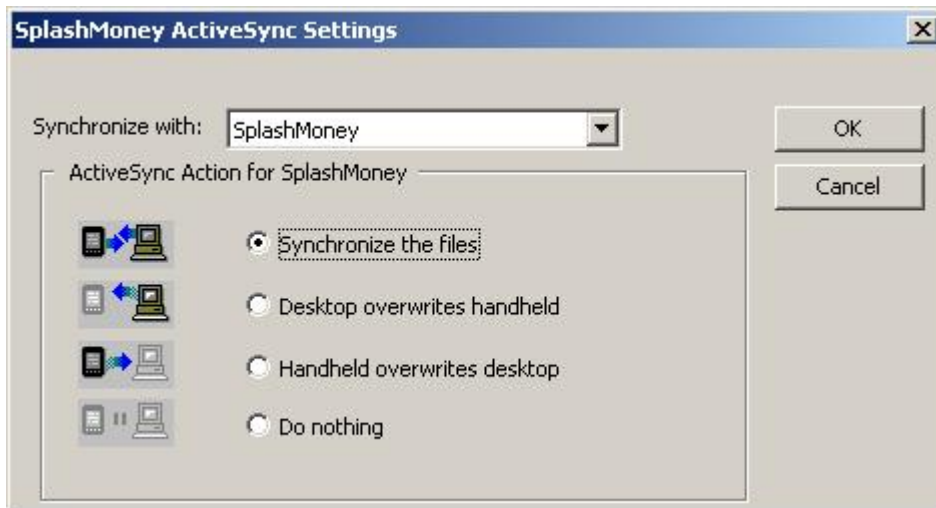 SplashMoney ActiveSync Settings
Synchronize with: SplashMoney
OK
ActiveSync Action for SplashMoney
Cancel
Synchronize the files
Desktop overwrites handheld
Handheld overwrites desktop
Do nothing